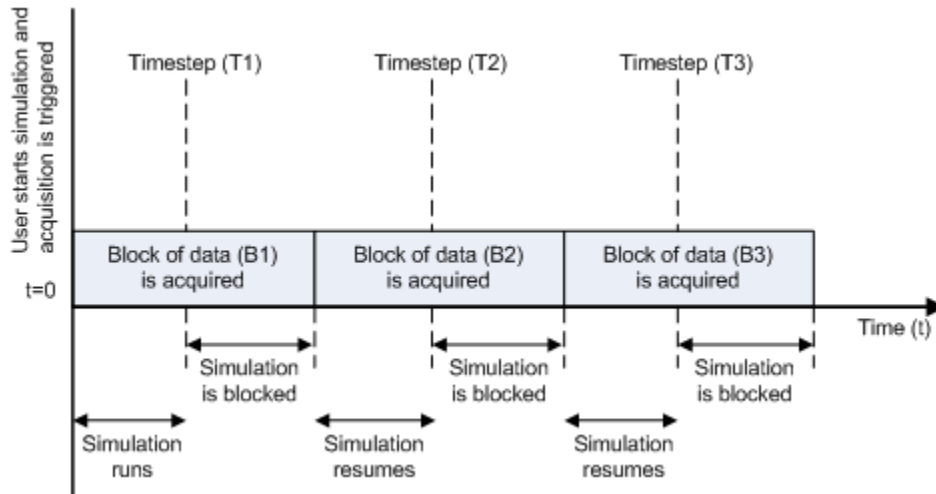 User starts simulation and
acquisition is triggered
Timestep (T1)
Timestep (T2)
Timestep (T3)
Block of data (B1)
is acquired
Block of data (B2)
is acquired
Block of data (B3)
is acquired
t=0
Time (t)
Simulation
is blocked
Simulation
is blocked
Simulation
is blocked
Simulation
runs
Simulation
resumes
Simulation
resumes